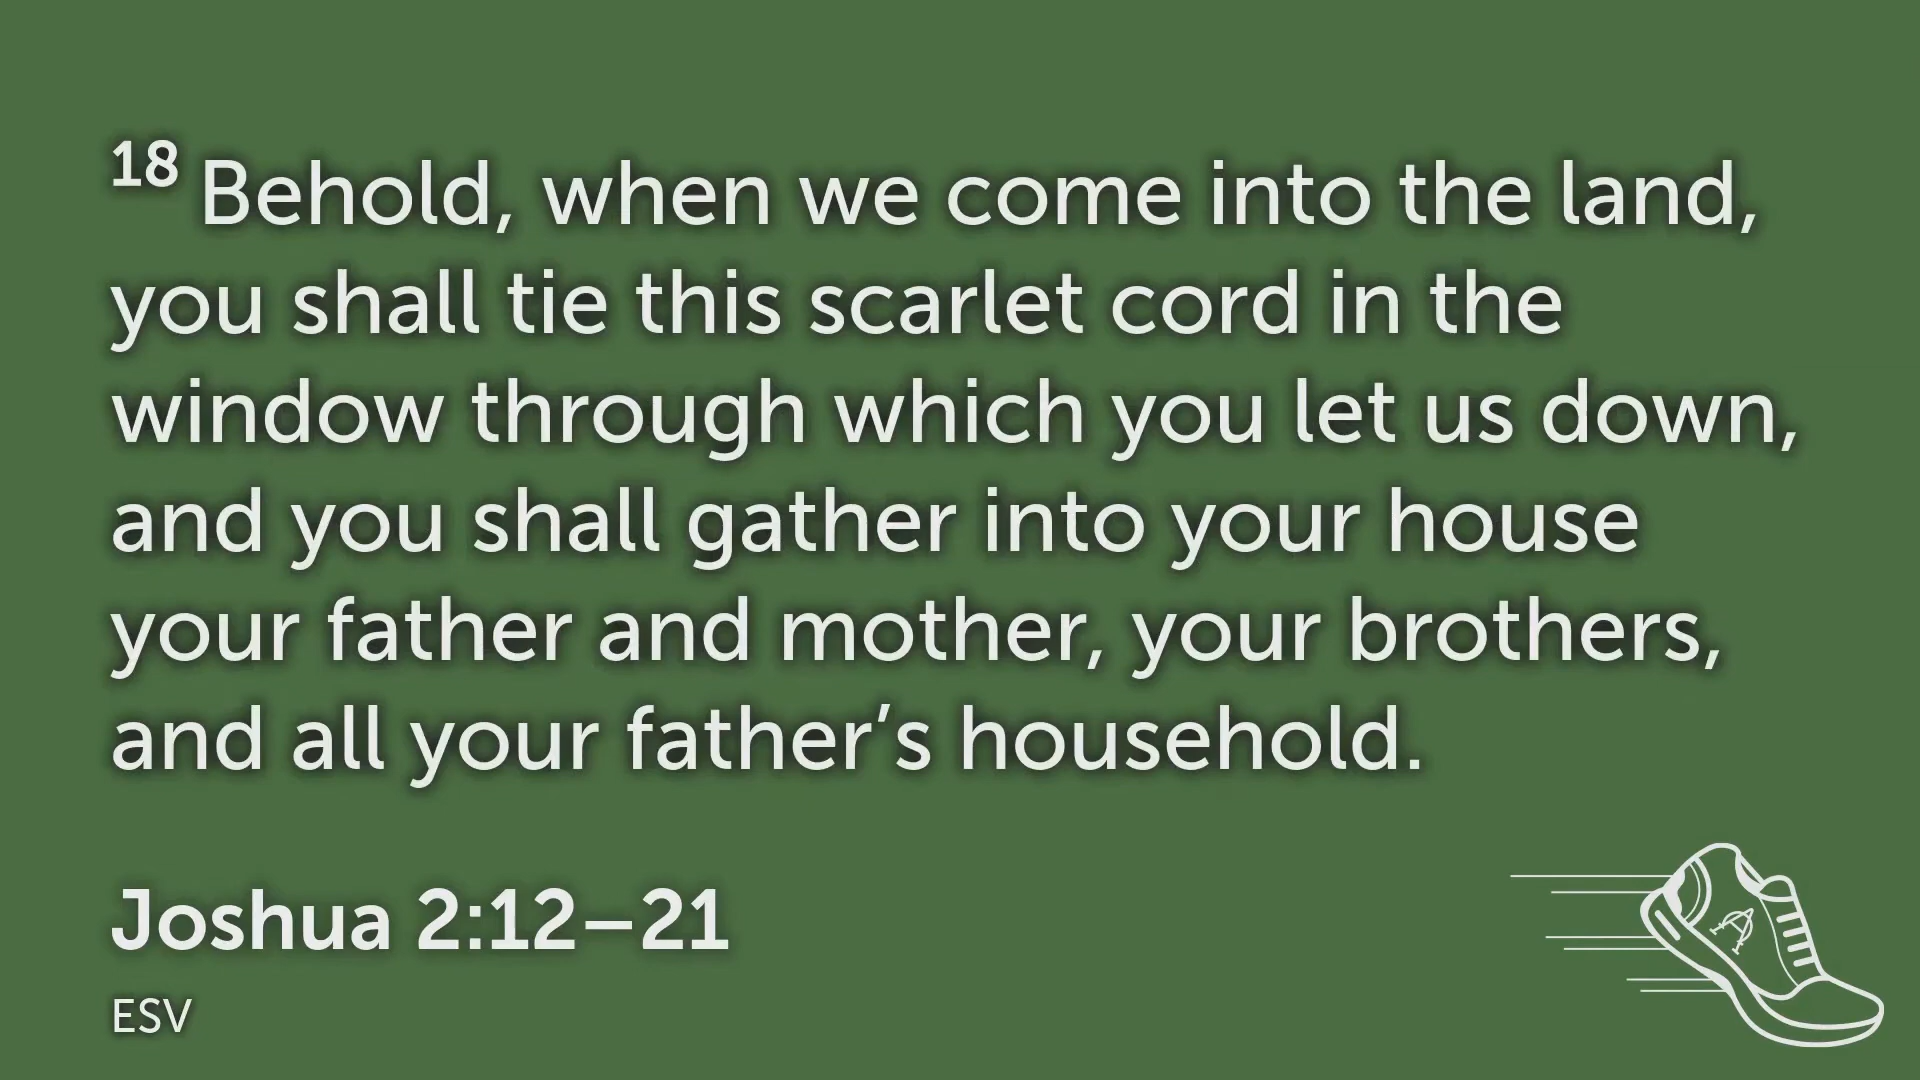 18 Behold, when we come into the land,
you shall tie this scarlet cord in the
window through which you let us down,
and you shall gather into your house
your father and mother, your brothers,
and all your father’s household.
Joshua 2:12–21
ESV